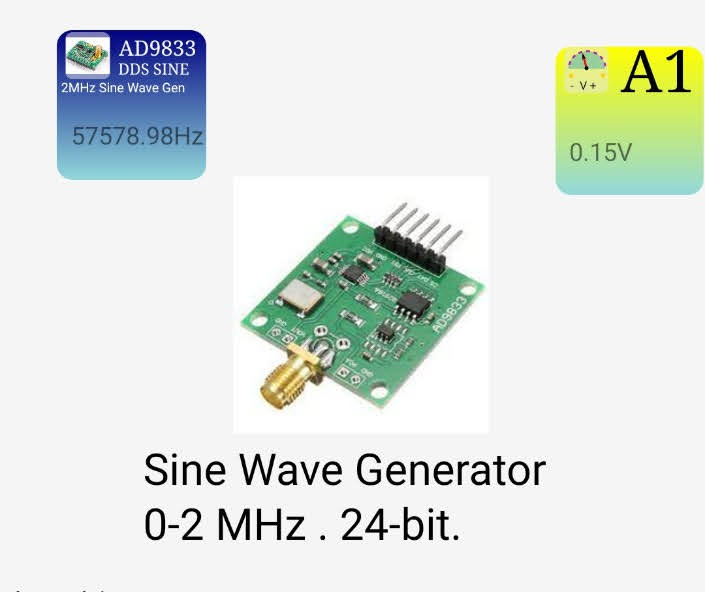 AD9833
DDS SINE
2MHz Sine Wave Gen
57578.98Hz
- V +
A1
0.15V
AD9833
Sine Wave Generator
0-2 MHz . 24-bit.